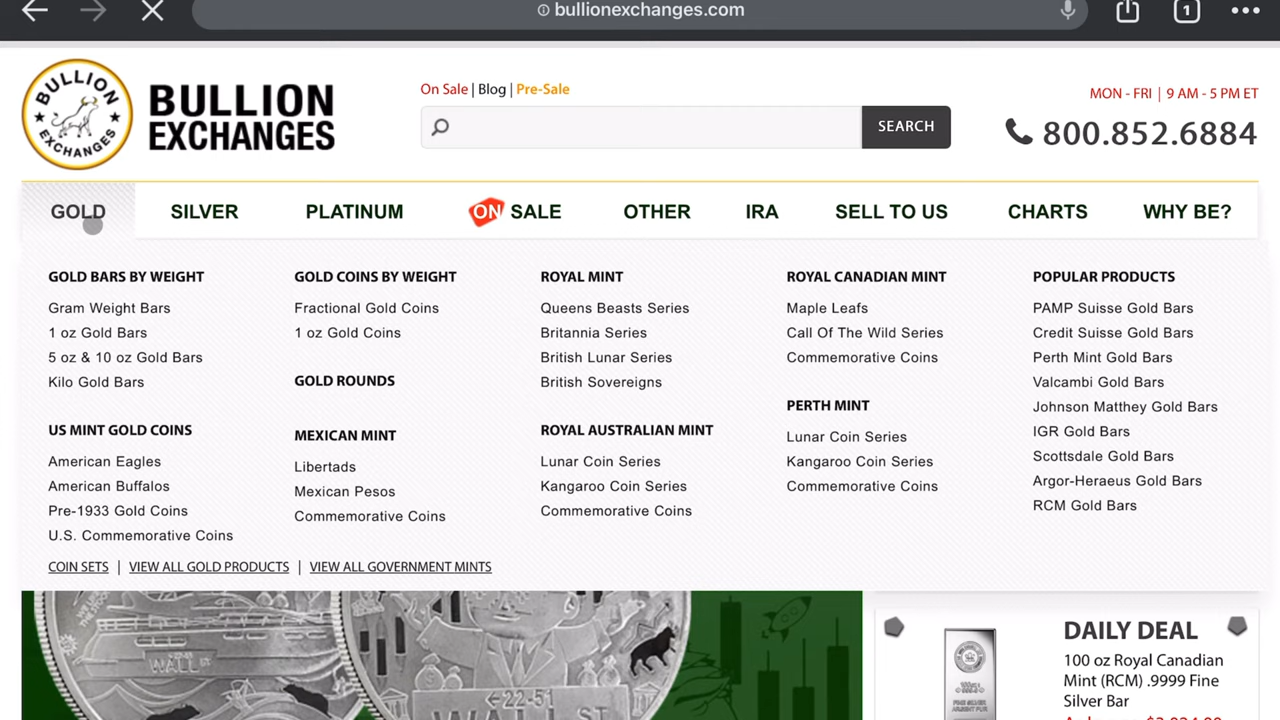 bullionexchanges.com
1
BULLION
EXCHANGES
BULLION
EXCHANGES
On Sale | Blog | Pre-Sale
SEARCH
MON - FRI | 9 AM - 5 PM ET
800.852.6884
GOLD
SILVER
PLATINUM
ON SALE
OTHER
IRA
SELL TO US
CHARTS
WHY BE?
GOLD BARS BY WEIGHT
Gram Weight Bars
1 oz Gold Bars
5 oz & 10 oz Gold Bars
Kilo Gold Bars
US MINT GOLD COINS
American Eagles
American Buffalos
Pre-1933 Gold Coins
U.S. Commemorative Coins
GOLD COINS BY WEIGHT
Fractional Gold Coins
1 oz Gold Coins
GOLD ROUNDS
MEXICAN MINT
Libertads
Mexican Pesos
Commemorative Coins
ROYAL MINT
Queens Beasts Series
Britannia Series
British Lunar Series
British Sovereigns
ROYAL AUSTRALIAN MINT
Lunar Coin Series
Kangaroo Coin Series
Commemorative Coins
ROYAL CANADIAN MINT
Maple Leafs
Call Of The Wild Series
Commemorative Coins
PERTH MINT
Lunar Coin Series
Kangaroo Coin Series
Commemorative Coins
POPULAR PRODUCTS
PAMP Suisse Gold Bars
Credit Suisse Gold Bars
Perth Mint Gold Bars
Valcambi Gold Bars
Johnson Matthey Gold Bars
IGR Gold Bars
Scottsdale Gold Bars
Argor-Heraeus Gold Bars
RCM Gold Bars
COIN SETS | VIEW ALL GOLD PRODUCTS | VIEW ALL GOVERNMENT MINTS
WALL ST
22-51
WALL ST
DAILY DEAL
100 oz Royal Canadian
Mint (RCM) .9999 Fine
Silver Bar